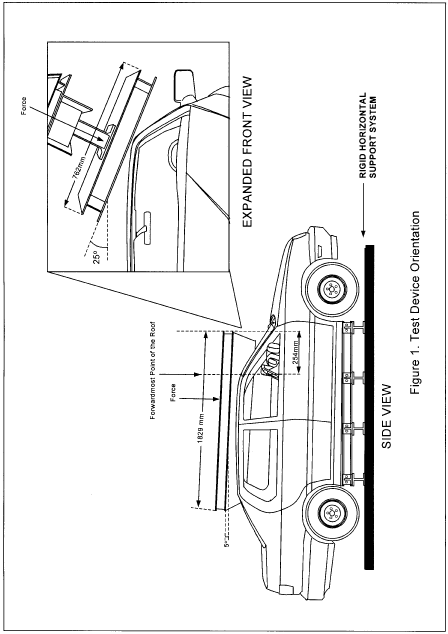 Force
762mm
25°
EXPANDED FRONT VIEW
RIGID HORIZONTAL
SUPPORT SYSTEM
Forwardmost Point of the Roof
Force
1829 mm
254mm
5°
SIDE VIEW
Figure 1. Test Device Orientation